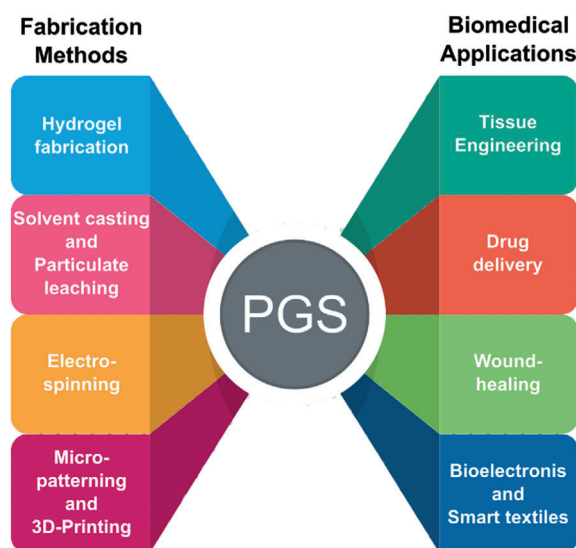 Fabrication
Methods
Hydrogel
fabrication
Solvent casting
and
Particulate
leaching
Electro-
spinning
Micro-
patterning
and
3D-Printing
PGS
Biomedical
Applications
Tissue
Engineering
Drug
delivery
Wound-
healing
Bioelectronis
and
Smart textiles